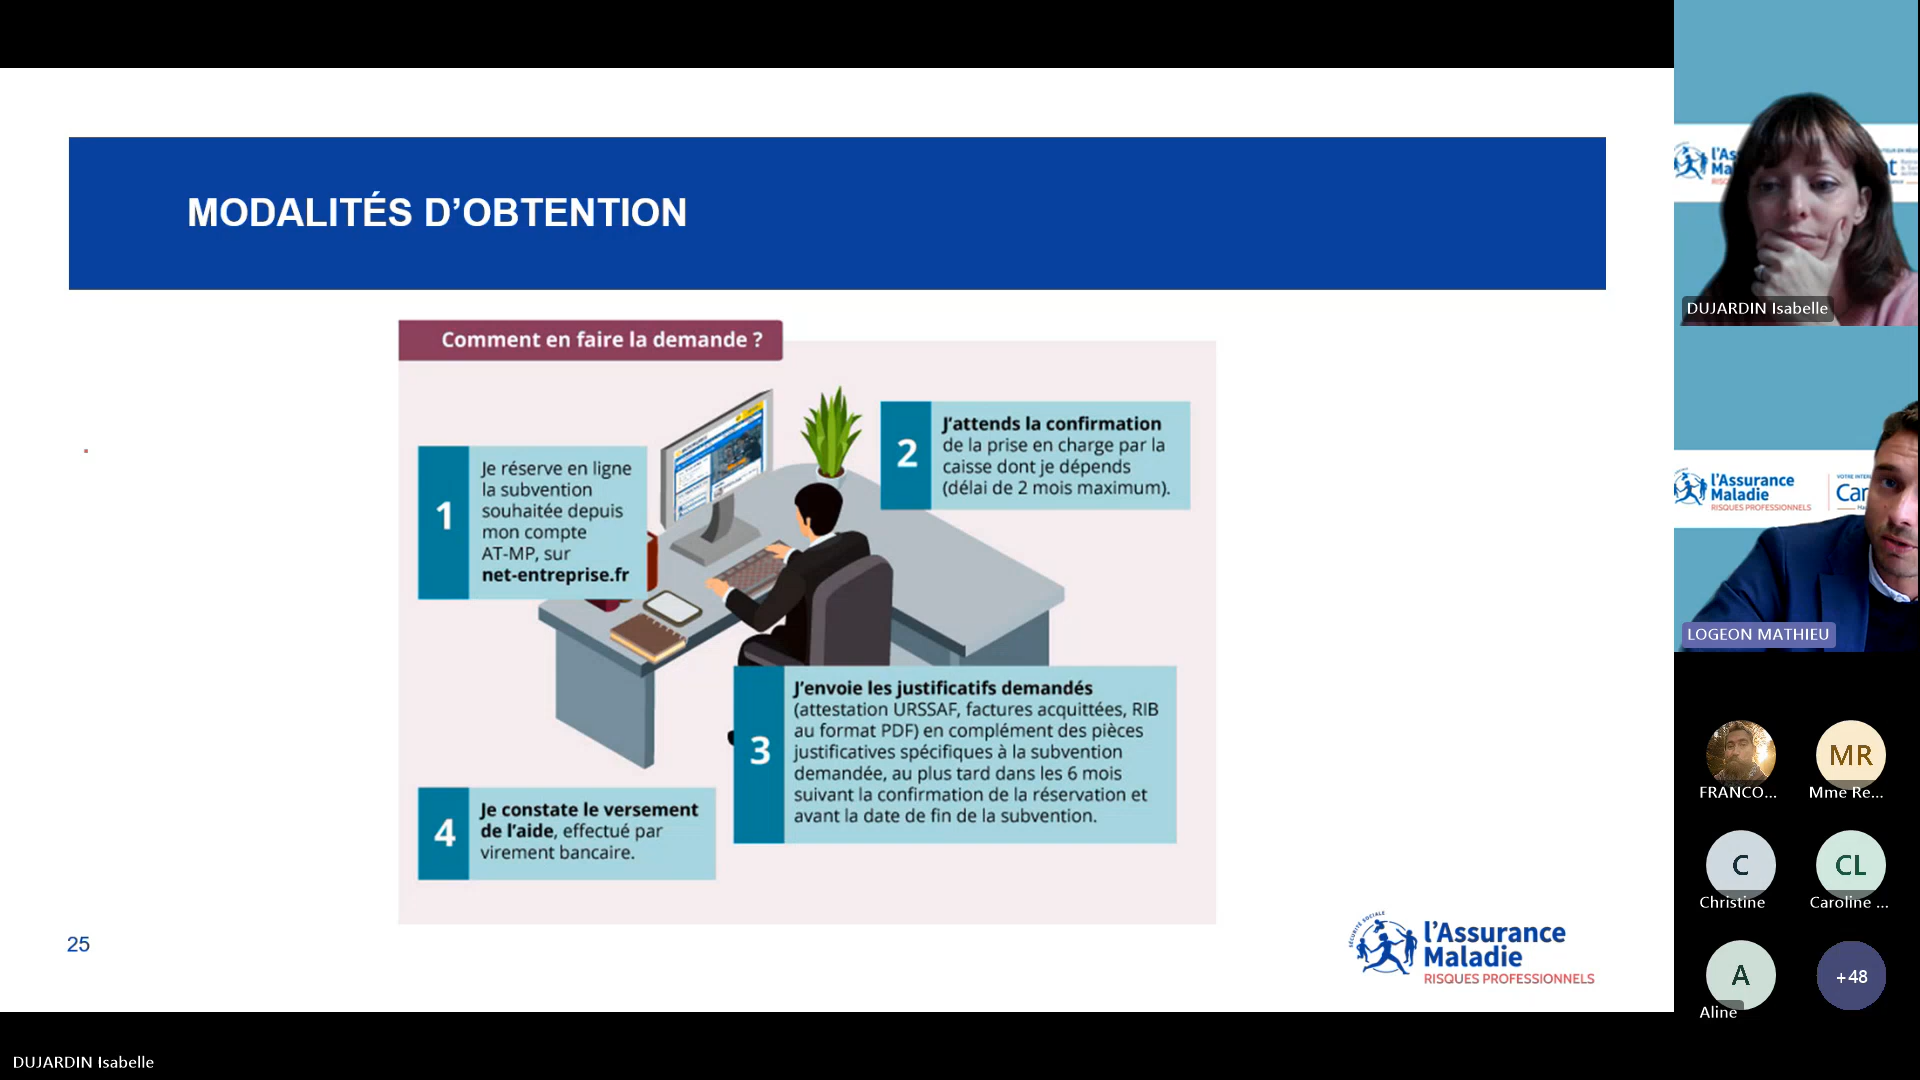 MODALITÉS D’OBTENTION
Comment en faire la demande ?
1
Je réserve en ligne
la subvention
souhaitée depuis
mon compte
AT-MP, sur
net-entreprise.fr
2
J’attends la confirmation
de la prise en charge par la
caisse dont je dépends
(délai de 2 mois maximum).
3
J’envoie les justificatifs demandés
(attestation URSSAF, factures acquittées, RIB
au format PDF) en complément des pièces
justificatives spécifiques à la subvention
demandée, au plus tard dans les 6 mois
suivant la confirmation de la réservation et
avant la date de fin de la subvention.
4
Je constate le versement
de l’aide, effectué par
virement bancaire.
25
SÉCURITÉ SOCIALE
l’Assurance
Maladie
RISQUES PROFESSIONNELS
DUJARDIN Isabelle
DUJARDIN Isabelle
l’Assurance
Maladie
RISQUES PROFESSIONNELS
Car
LOGEON MATHIEU
FRANCO...
MR
Mme Re...
C
Christine
CL
Caroline ...
A
Aline
+48